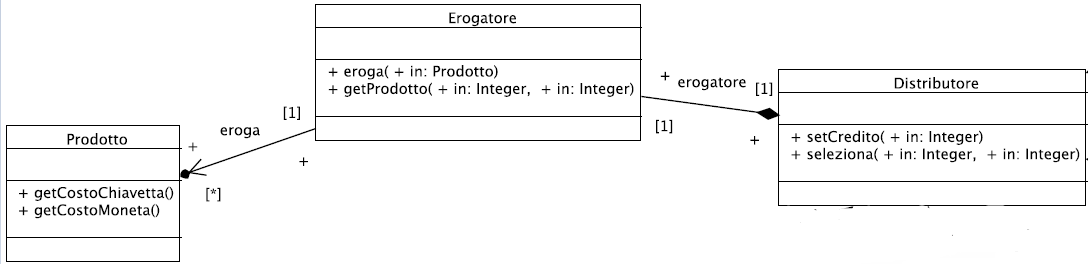 Erogatore
+ eroga( + in: Prodotto)
+ getProdotto( + in: Integer,  + in: Integer)
+
erogatore
[1]
[1]
+
Distributore
+ setCredito( + in: Integer)
+ seleziona( + in: Integer,  + in: Integer)
[1]
eroga
+
+
[*]
Prodotto
+ getCostoChiavetta()
+ getCostoMoneta()